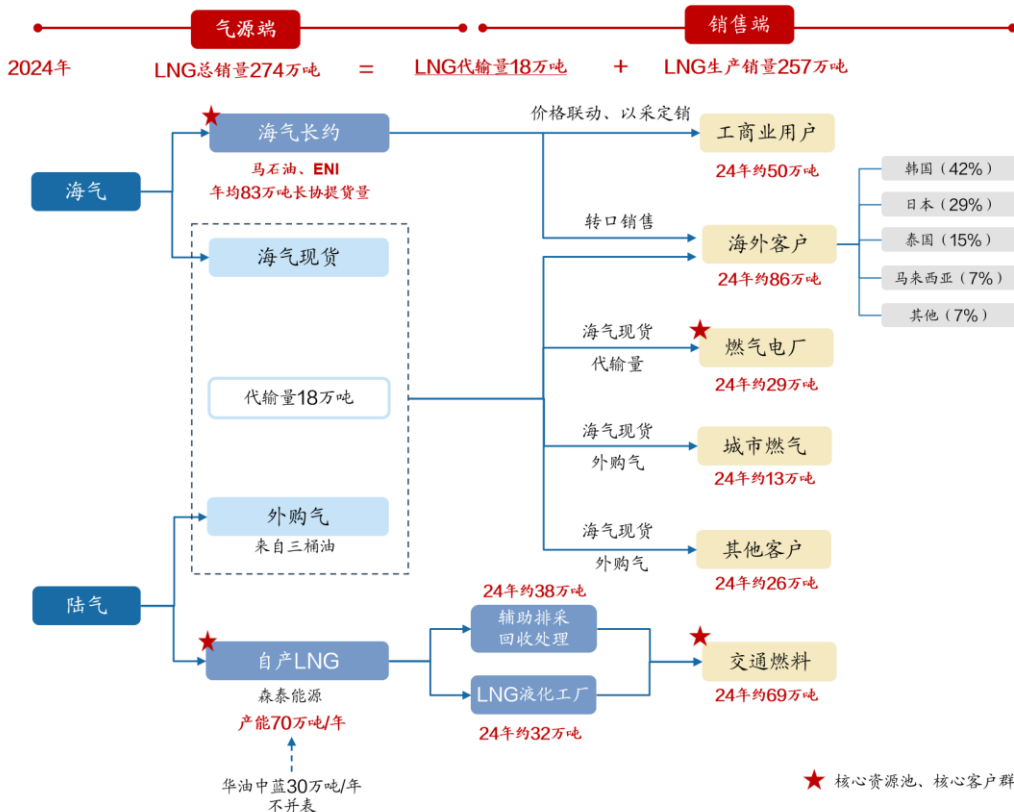 气源端
销售端
2024年
LNG总销量274万吨
=
LNG代输量18万吨
+
LNG生产销量257万吨
海气
海气长约
马石油、ENI
年均83万吨长协提货量
海气现货
代输量18万吨
外购气
来自三桶油
陆气
自产LNG
森泰能源
产能70万吨/年
华油中蓝30万吨/年
不并表
24年约38万吨
辅助排采
回收处理
LNG液化工厂
24年约32万吨
价格联动、以采定销
工商业用户
24年约50万吨
转口销售
海外客户
24年约86万吨
韩国（42%）
日本（29%）
泰国（15%）
马来西亚（7%）
其他（7%）
海气现货
代输量
燃气电厂
24年约29万吨
海气现货
外购气
城市燃气
24年约13万吨
海气现货
外购气
其他客户
24年约26万吨
交通燃料
24年约69万吨
核心资源池、核心客户群